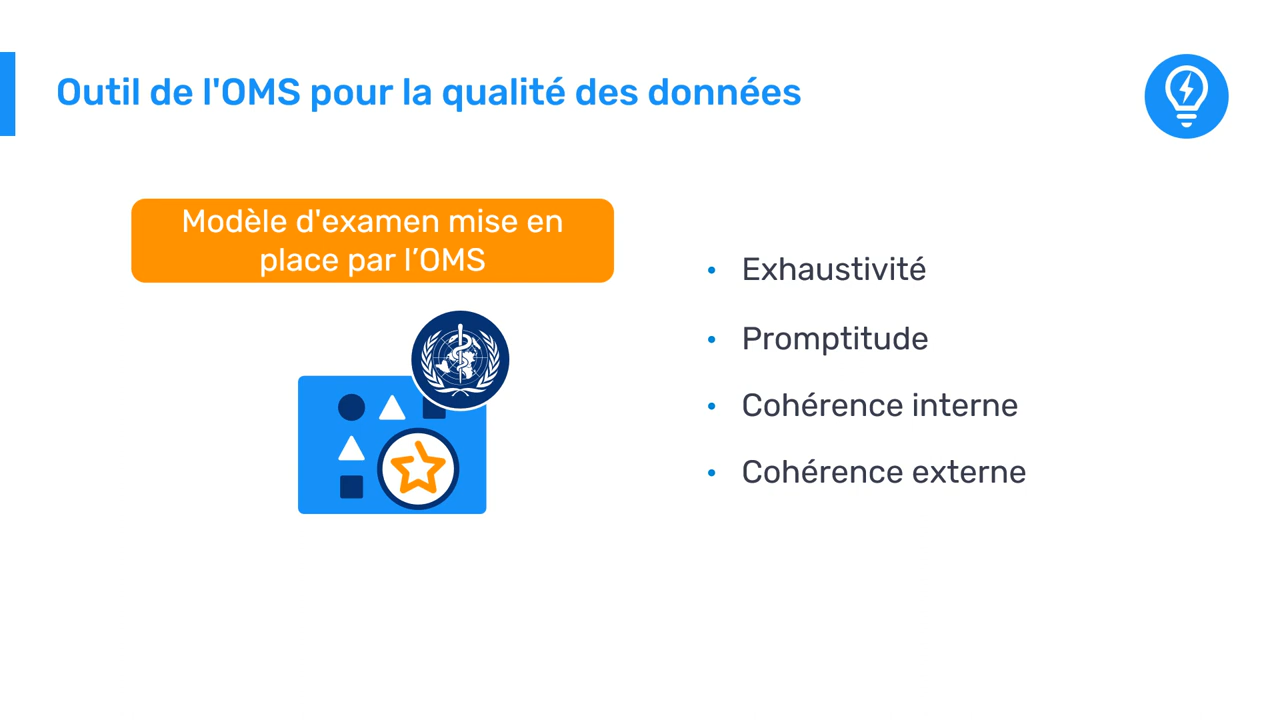 Outil de l'OMS pour la qualité des données
Modèle d'examen mise en
place par l’OMS
• Exhaustivité
• Promptitude
• Cohérence interne
• Cohérence externe